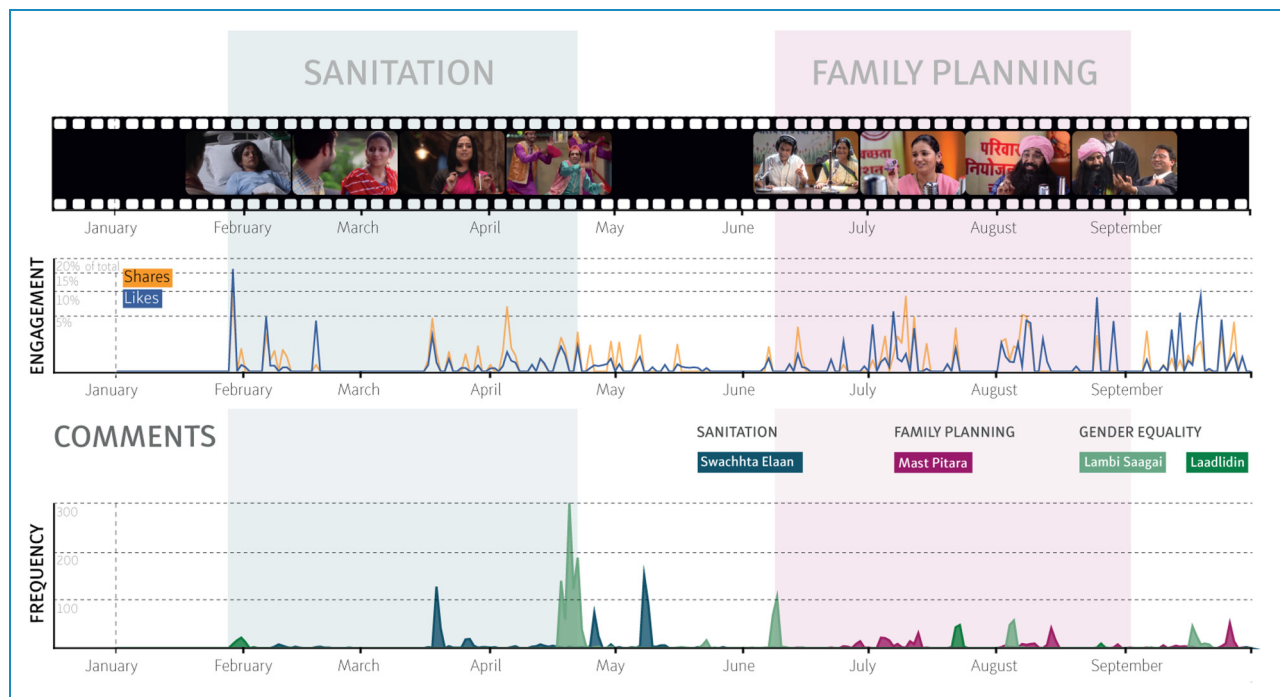 SANITATION
FAMILY PLANNING
परिवार
नियोजन
January February March April May June July August September
ENGAGEMENT
20% of total
15%
10%
5%
Shares
Likes
January February March April May June July August September
COMMENTS
SANITATION FAMILY PLANNING GENDER EQUALITY
Swachhta Elaan Mast Pitara Lambi Saagai Laadlidin
FREQUENCY
300
200
100
January February March April May June July August September